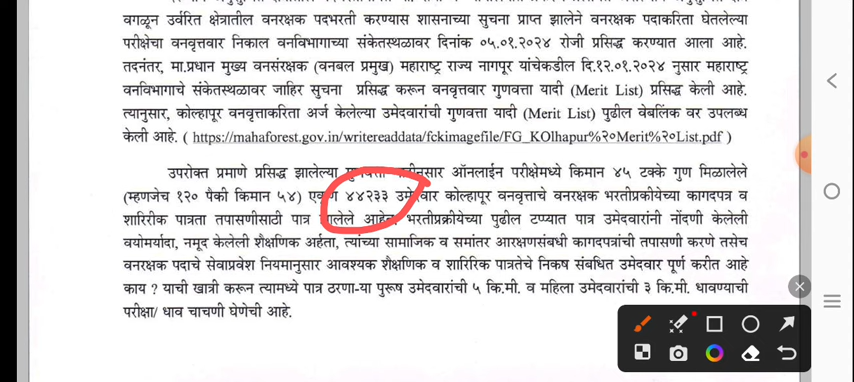 वगळून उर्वरित क्षेत्रातील वनरक्षक पदभरती करण्यास शासनाच्या सुचना प्राप्त झालेने वनरक्षक पदाकरिता घेतलेल्या
परीक्षेचा वनवृत्तवार निकाल वनविभागाच्या संकेतस्थळावर दिनांक ०५.०१.२०२४ रोजी प्रसिद्ध करण्यात आला आहे.
तदनंतर, मा.प्रधान मुख्य वनसंरक्षक (वनबल प्रमुख) महाराष्ट्र राज्य नागपूर यांचेकडील दि.१२.०१.२०२४ नुसार महाराष्ट्र
वनविभागाचे संकेतस्थळावर जाहिर सुचना प्रसिद्ध करून वनवृत्तवार गुणवत्ता यादी (Merit List) प्रसिद्ध केली आहे.
त्यानुसार, कोल्हापूर वनवृत्ताकरिता अर्ज केलेल्या उमेदवारांची गुणवत्ता यादी (Merit List) पुढील वेबलिंक वर उपलब्ध
केली आहे. ( https://mahaforest.gov.in/writereaddata/fckimagefile/FG_KOlhapur%२०Merit%२०List.pdf )
उपरोक्त प्रमाणे प्रसिद्ध झालेल्या गुणवत्ता ऑनलाईन परीक्षेमध्ये किमान ४५ टक्के गुण मिळालेले
(म्हणजेच १२० पैकी किमान ५४) एकूण ४४२३३ उमेदवार कोल्हापूर वनवृत्ताचे वनरक्षक भरतीप्रकीयेच्या कागदपत्र व
शारिरीक पात्रता तपासणीसाठी पात्र झालेले आहेत. भरतीप्रक्रीयेच्या पुढील टप्प्यात पात्र उमेदवारांनी नोंदणी केलेली
वयोमर्यादा, नमूद केलेली शैक्षणिक अर्हता, त्यांच्या सामाजिक व समांतर आरक्षणसंबधी कागदपत्रांची तपासणी करणे तसेच
वनरक्षक पदाचे सेवाप्रवेश नियमानुसार आवश्यक शैक्षणिक व शारिरिक पात्रतेचे निकष संबधित उमेदवार पूर्ण करीत आहे
काय ? याची खात्री करून त्यामध्ये पात्र ठरणा-या पुरूष उमेदवारांची ५ कि.मी. व महिला उमेदवारांची ३ कि.मी. धावण्याची
परीक्षा/ धाव चाचणी घेणेची आहे.